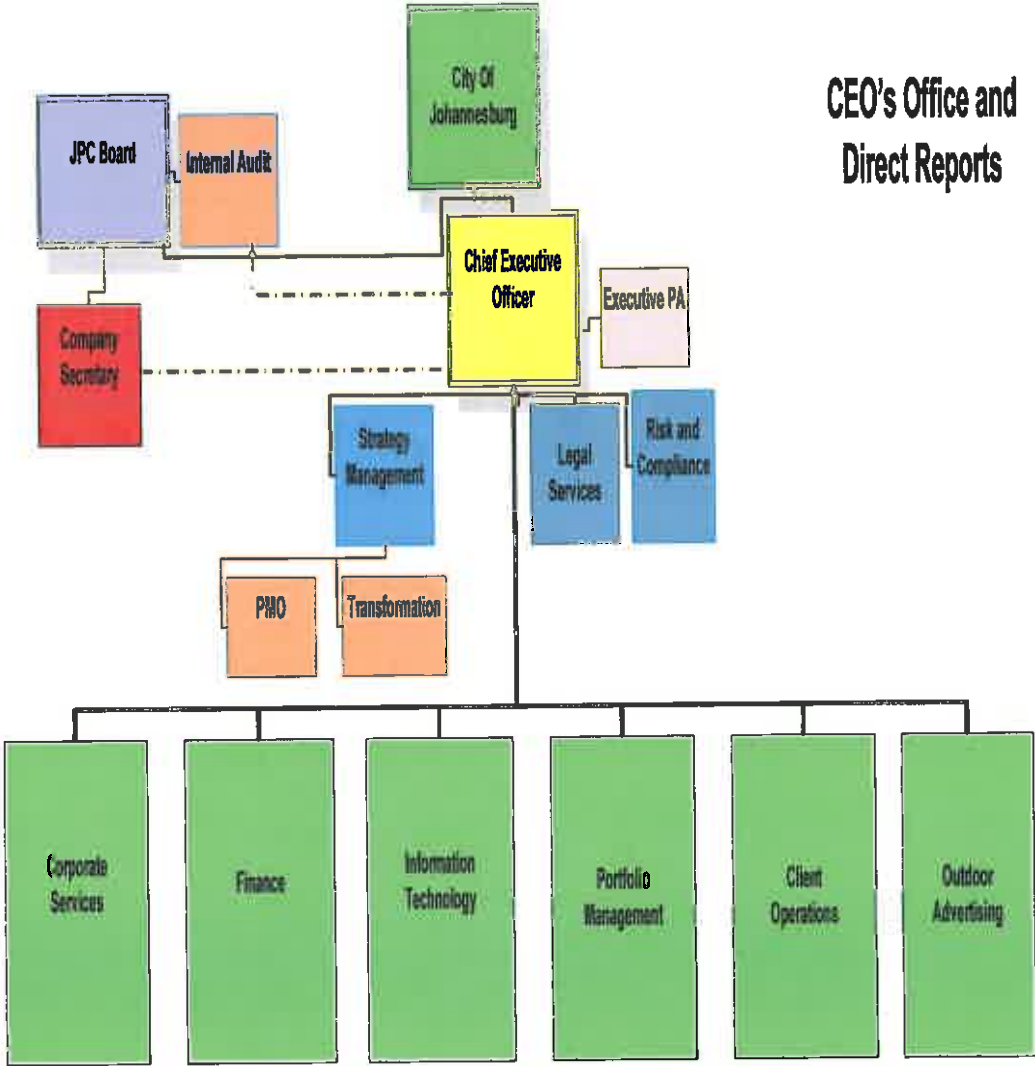 CEO's Office and
Direct Reports
City Of
Johannesburg
JPC Board
Internal Audit
Chief Executive
Officer
Executive PA
Company
Secretary
Strategy
Management
Legal
Services
Risk and
Compliance
PMO
Transformation
Corporate
Services
Finance
Information
Technology
Portfolio
Management
Client
Operations
Outdoor
Advertising